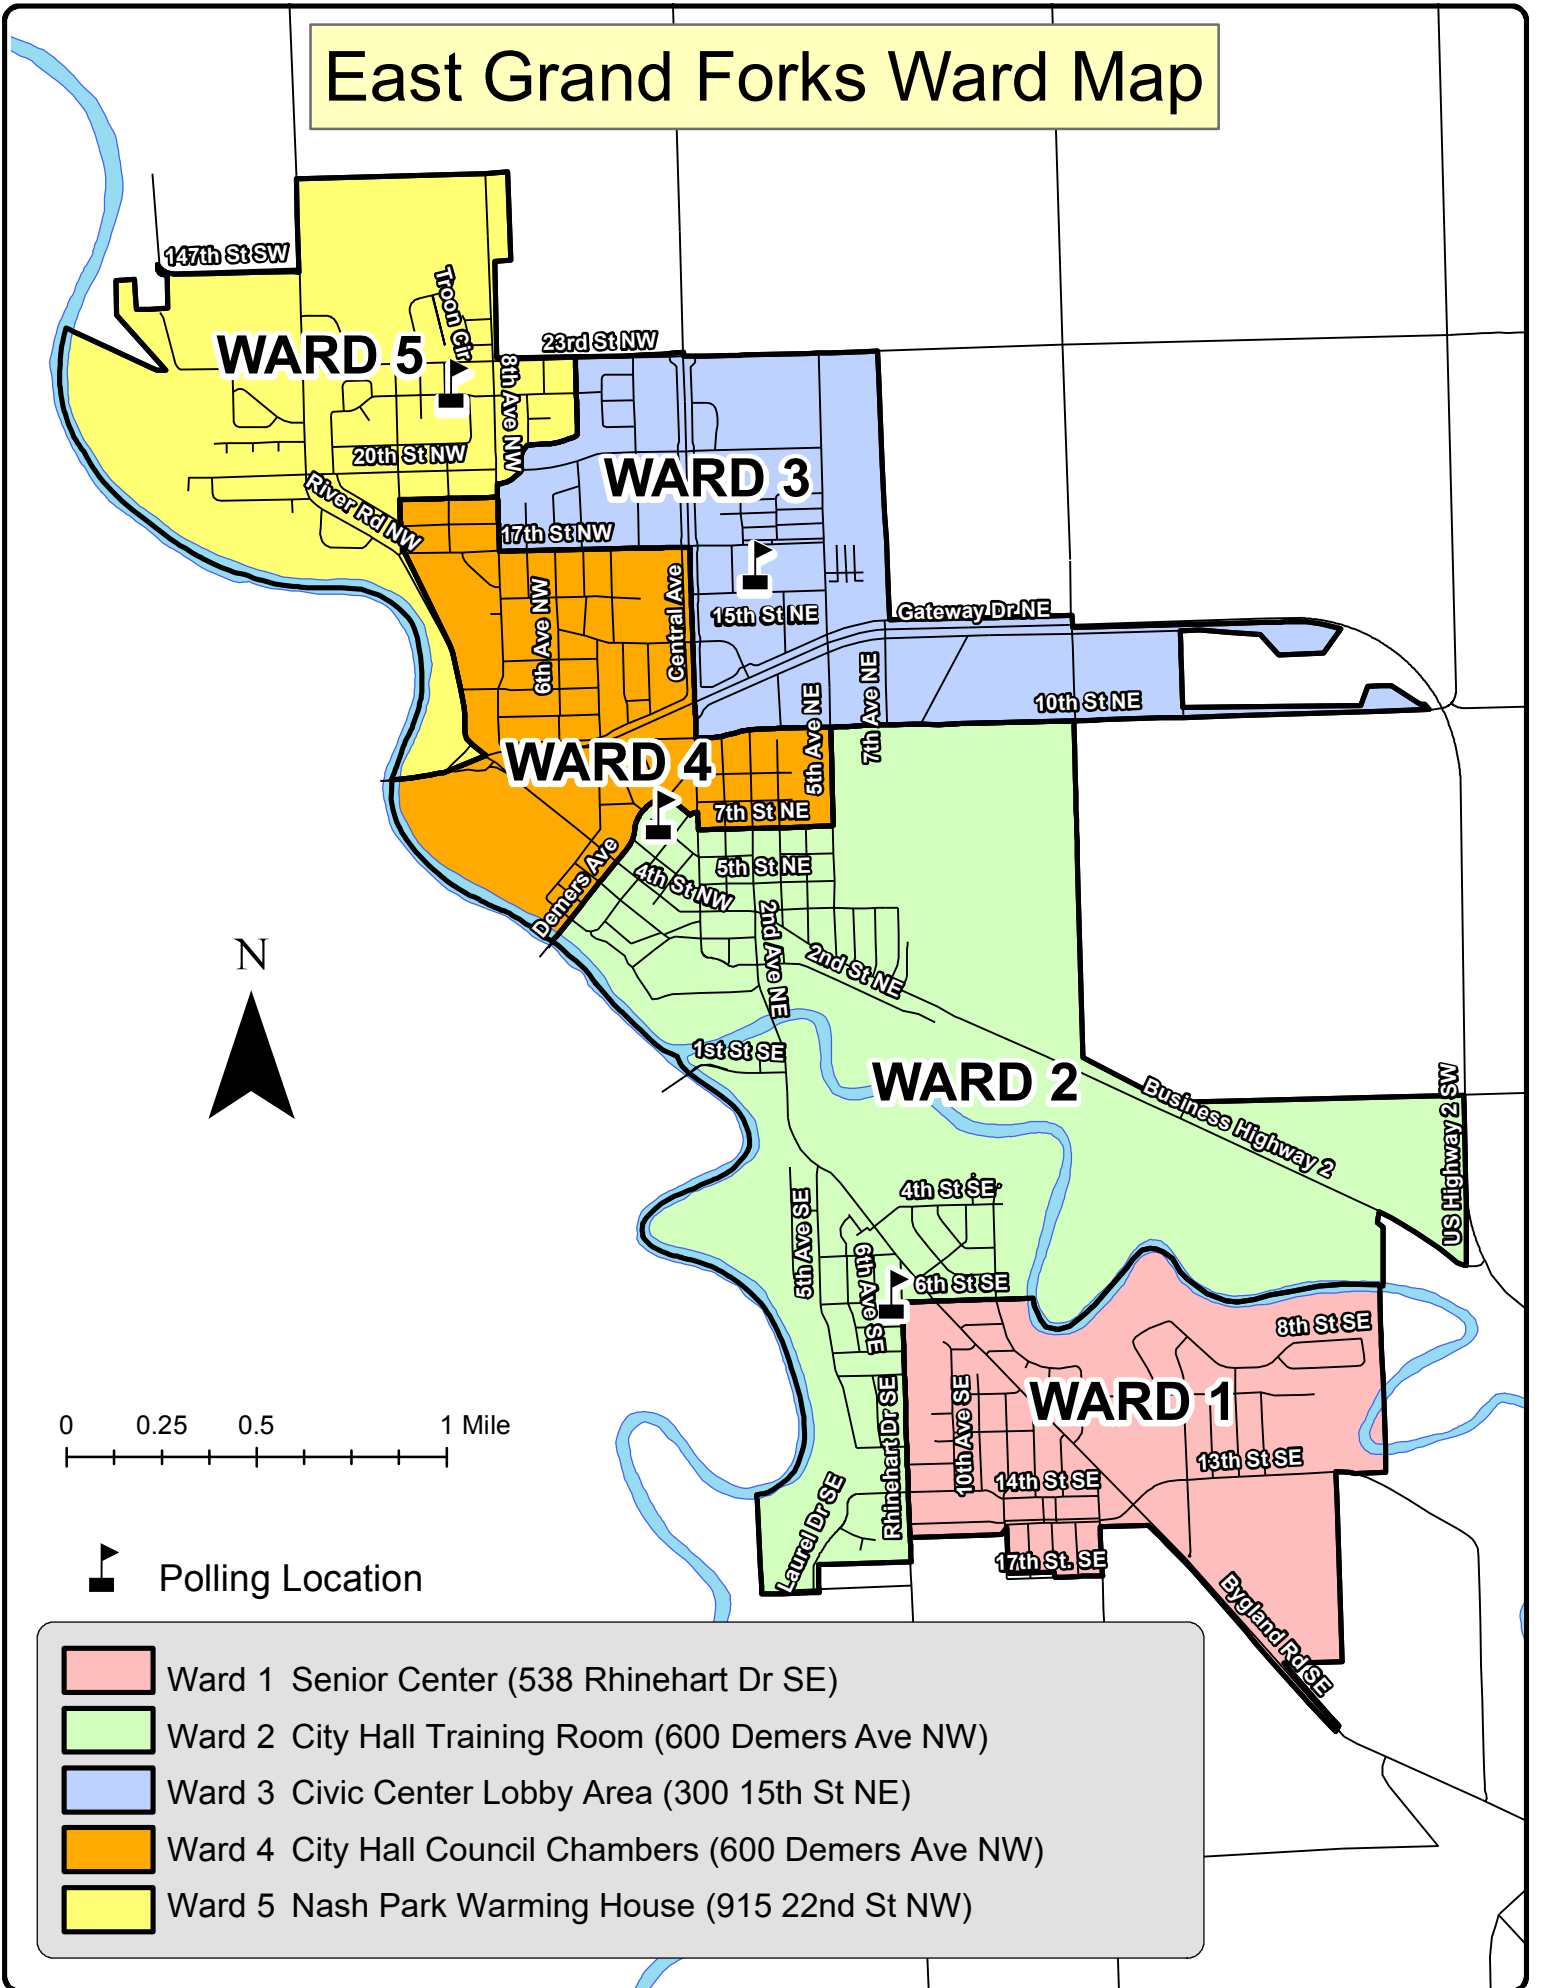 East Grand Forks Ward Map
147th St SW
Troon Cir
WARD 5
23rd St NW
8th Ave NW
20th St NW
River Rd NW
WARD 3
17th St NW
6th Ave NW
Central Ave
15th St NE
Gateway Dr NE
7th Ave NE
5th Ave NE
10th St NE
WARD 4
7th St NE
Demers Ave
4th St NW
5th St NE
2nd Ave NE
2nd St NE
N
1st St SE
WARD 2
Business Highway 2
US Highway 2 SW
4th St SE
5th Ave SE
6th Ave SE
6th St SE
8th St SE
WARD 1
Rhinehart Dr SE
10th Ave SE
13th St SE
14th St SE
Laurel Dr SE
17th St. SE
Bygland Rd SE
0 0.25 0.5 1 Mile
Polling Location
Ward 1 Senior Center (538 Rhinehart Dr SE)
Ward 2 City Hall Training Room (600 Demers Ave NW)
Ward 3 Civic Center Lobby Area (300 15th St NE)
Ward 4 City Hall Council Chambers (600 Demers Ave NW)
Ward 5 Nash Park Warming House (915 22nd St NW)